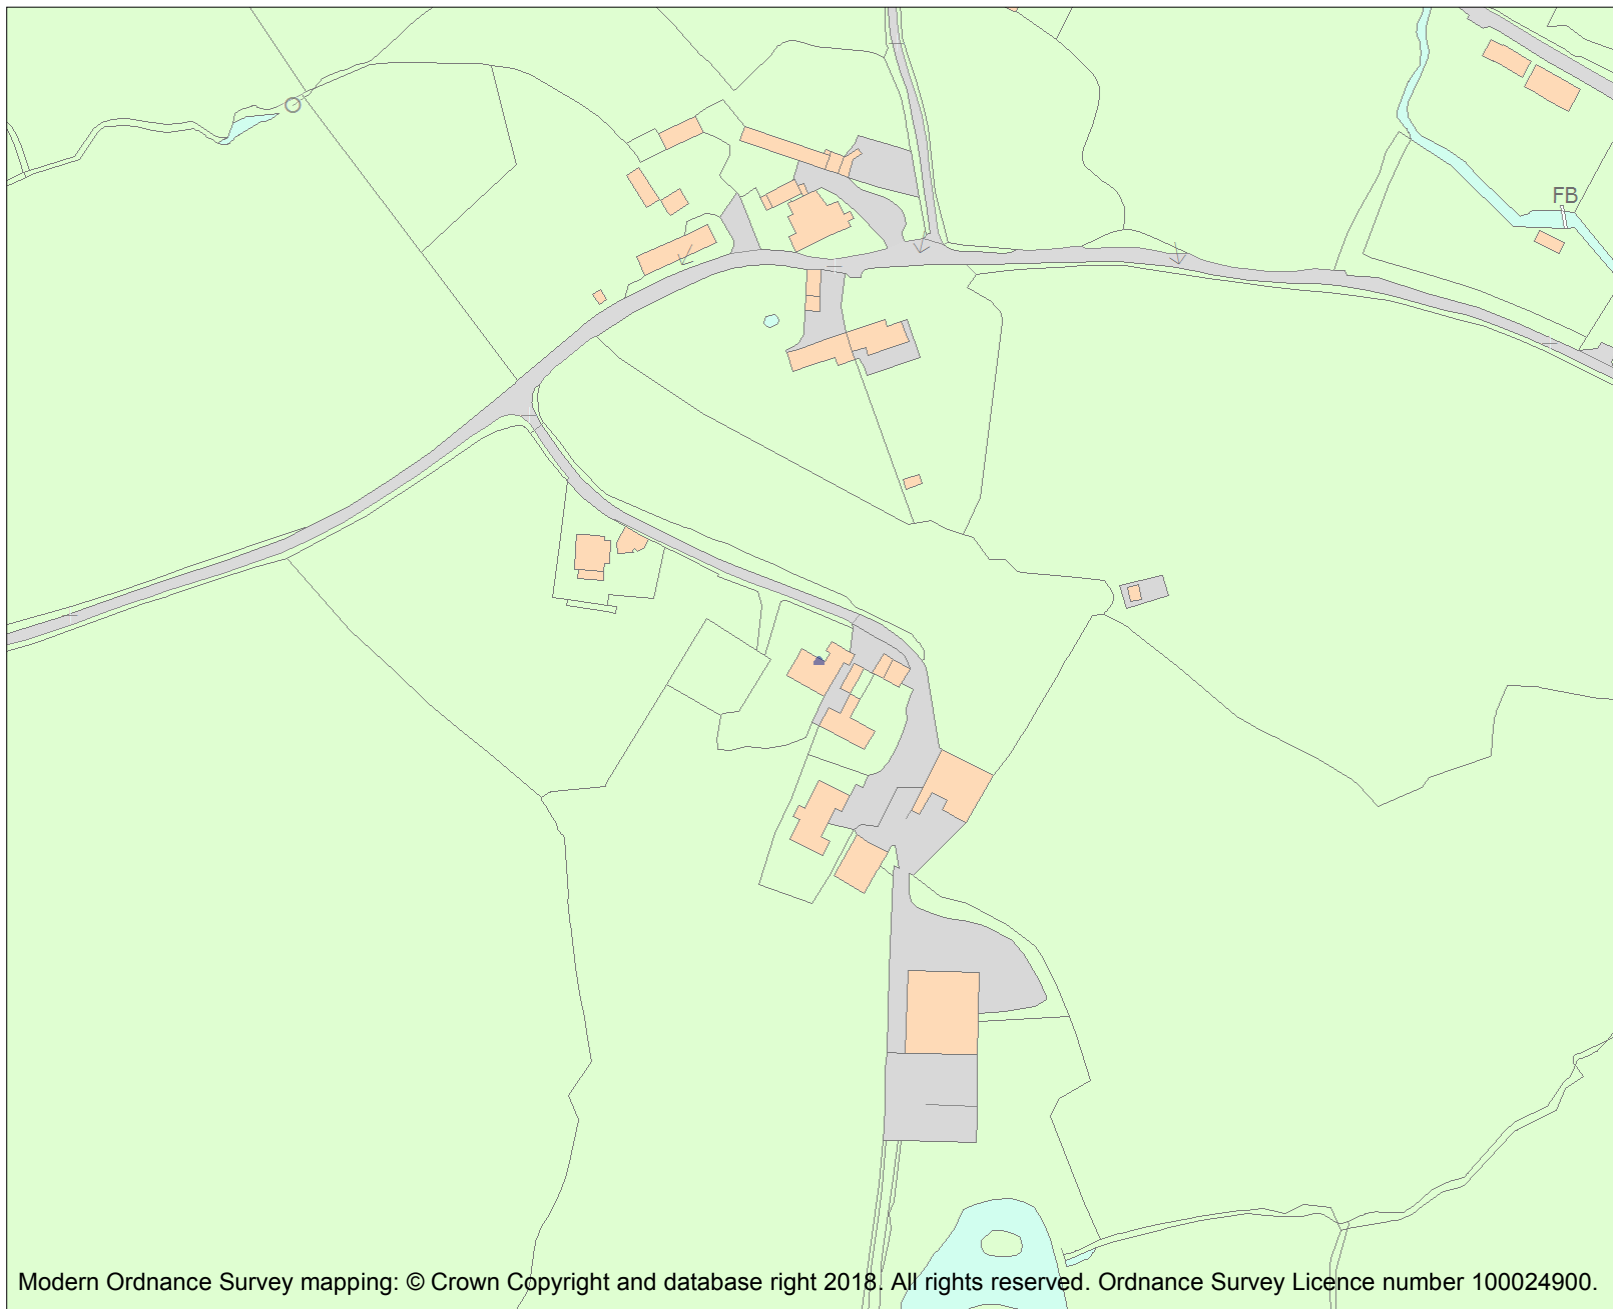 FB
Modern Ordnance Survey mapping: © Crown Copyright and database right 2018. All rights reserved. Ordnance Survey Licence number 100024900.